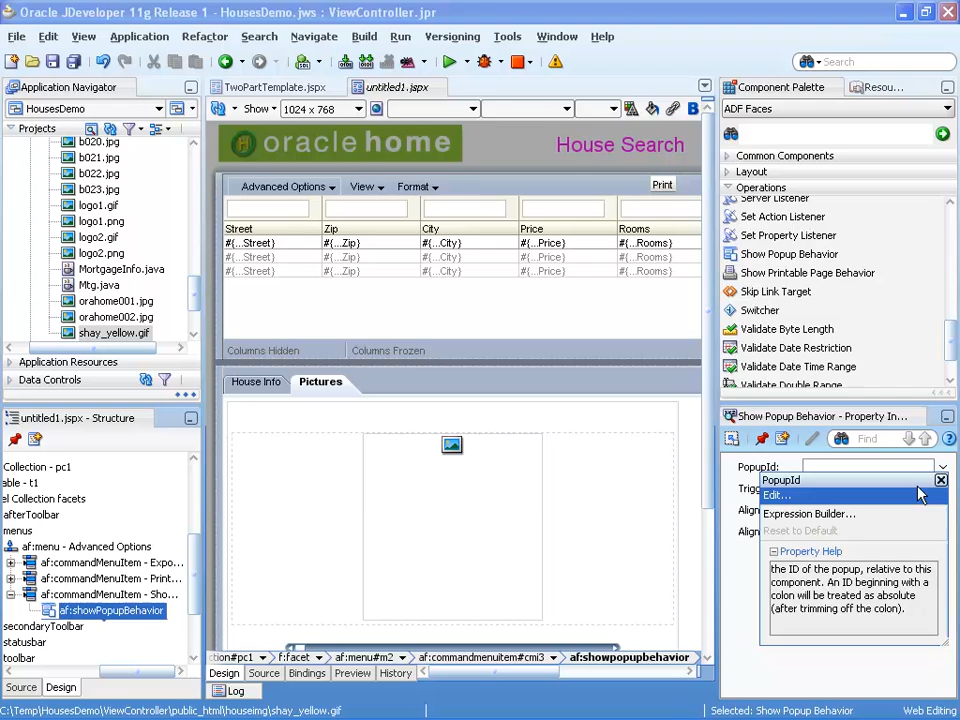 Oracle JDeveloper 11g Release 1 - HousesDemo.jws : ViewController.jpr
File Edit View Application Refactor Search Navigate Build Run Versioning Tools Window Help
Search
Application Navigator
HousesDemo
Projects
b020.jpg
b021.jpg
b022.jpg
b023.jpg
logo1.gif
logo1.png
logo2.gif
logo2.png
MortgageInfo.java
Mtg.java
orahome001.jpg
orahome002.jpg
shay_yellow.gif
Application Resources
Data Controls
untitled1.jspx - Structure
Collection - pc1
able - t1
el Collection facets
afterToolbar
menus
af:menu - Advanced Options
af:commandMenuItem - Expo...
af:commandMenuItem - Print...
af:commandMenuItem - Sho...
af:showPopupBehavior
secondaryToolbar
statusbar
toolbar
Source Design
TwoPartTemplate.jspx untitled1.jspx
Show 1024 x 768
oracle home House Search
Advanced Options View Format Print
Street Zip City Price Rooms
#{...Street} #{...Zip} #{...City} #{...Price} #{...Rooms}
#{...Street} #{...Zip} #{...City} #{...Price} #{...Rooms}
#{...Street} #{...Zip} #{...City} #{...Price} #{...Rooms}
Columns Hidden Columns Frozen
House Info Pictures
ction#pc1 f:facet af:menu#m2 af:commandmenuitem#cmi3 af:showpopupbehavior
Design Source Bindings Preview History
Log
Component Palette Resou...
ADF Faces
Common Components
Layout
Operations
Server Listener
Set Action Listener
Set Property Listener
Show Popup Behavior
Show Printable Page Behavior
Skip Link Target
Switcher
Validate Byte Length
Validate Date Restriction
Validate Date Time Range
Validate Double Range
Show Popup Behavior - Property In...
Find
PopupId:
Trigg
Align
Align
PopupId
Edit...
Expression Builder...
Reset to Default
Property Help
the ID of the popup, relative to this
component. An ID beginning with a
colon will be treated as absolute
(after trimming off the colon).
C:\Temp\HousesDemo\ViewController\public_html\houseimg\shay_yellow.gif
Selected: Show Popup Behavior Web Editing